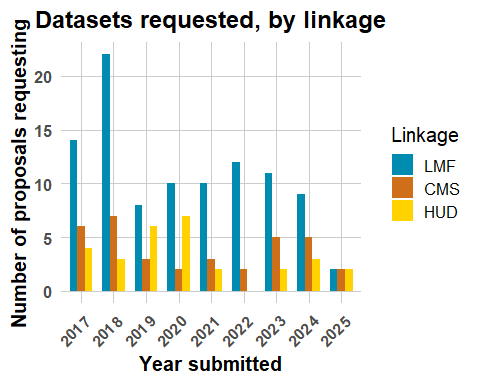 Datasets requested, by linkage
Number of proposals requesting
20
15
10
5
0
2017
2018
2019
2020
2021
2022
2023
2024
2025
Year submitted
Linkage
LMF
CMS
HUD